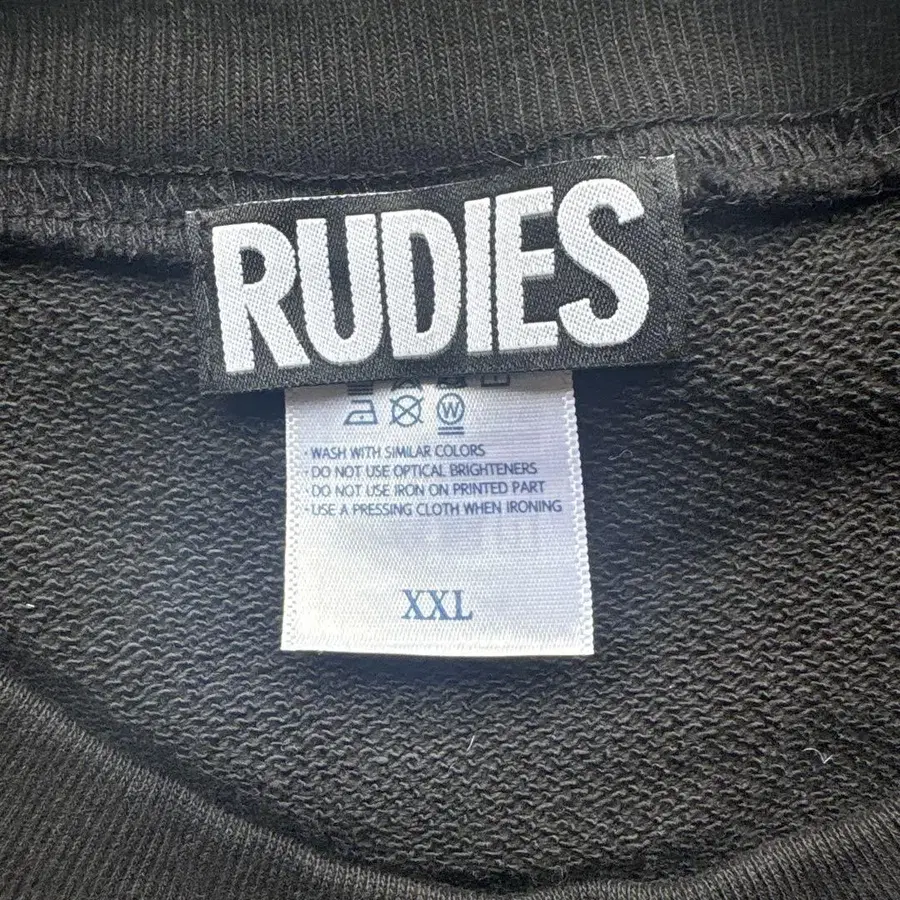 RUDIES
W
· WASH WITH SIMILAR COLORS
· DO NOT USE OPTICAL BRIGHTENERS
· DO NOT USE IRON ON PRINTED PART
· USE A PRESSING CLOTH WHEN IRONING
XXL